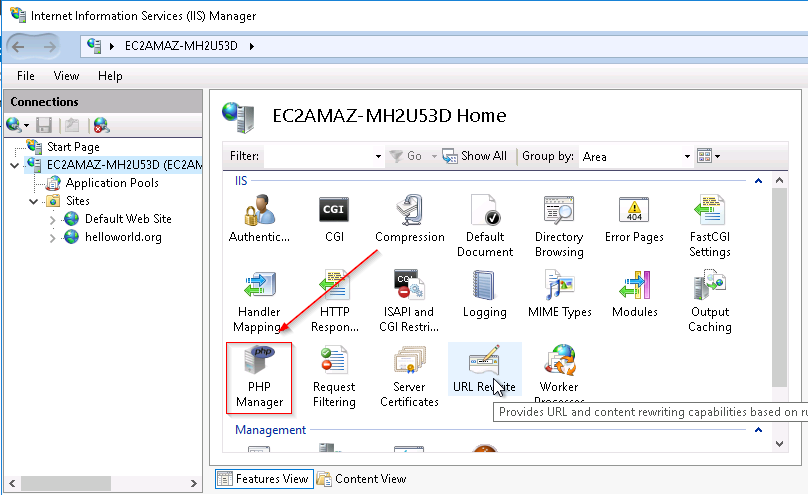 Internet Information Services (IIS) Manager
EC2AMAZ-MH2U53D
File View Help
Connections
Start Page
EC2AMAZ-MH2U53D (EC2AM
Application Pools
Sites
Default Web Site
helloworld.org
EC2AMAZ-MH2U53D Home
Filter: Go Show All Group by: Area
IIS
Authentic... CGI Compression Default Document Directory Browsing Error Pages FastCGI Settings
CGI
404
Handler Mapping HTTP Respon... ISAPI and CGI Restri... Logging MIME Types Modules Output Caching
CGI
php
PHP Manager Request Filtering Server Certificates URL Rewrite Worker Processes
Provides URL and content rewriting capabilities based on ru
Management
Features View Content View